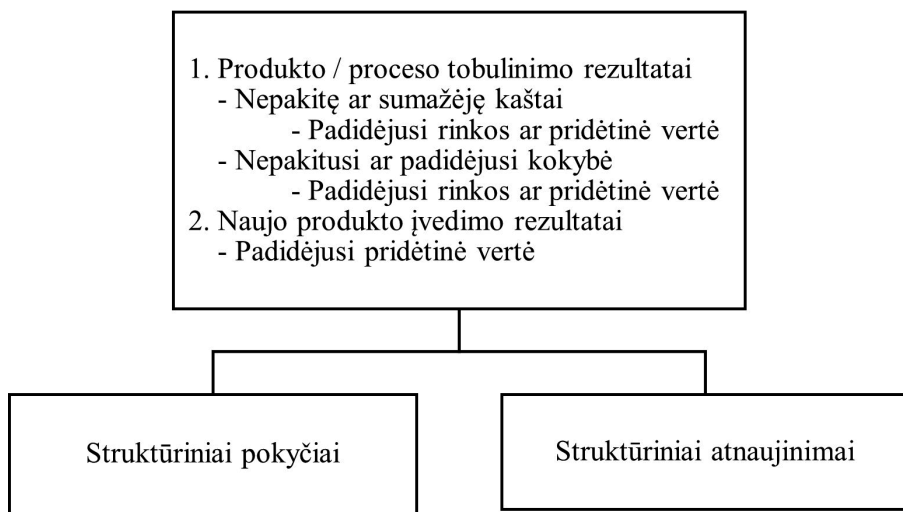 1. Produkto / proceso tobulinimo rezultatai
- Nepakitę ar sumažėję kaštai
- Padidėjusi rinkos ar pridėtinė vertė
- Nepakitusi ar padidėjusi kokybė
- Padidėjusi rinkos ar pridėtinė vertė
2. Naujo produkto įvedimo rezultatai
- Padidėjusi pridėtinė vertė
Struktūriniai pokyčiai
Struktūriniai atnaujinimai